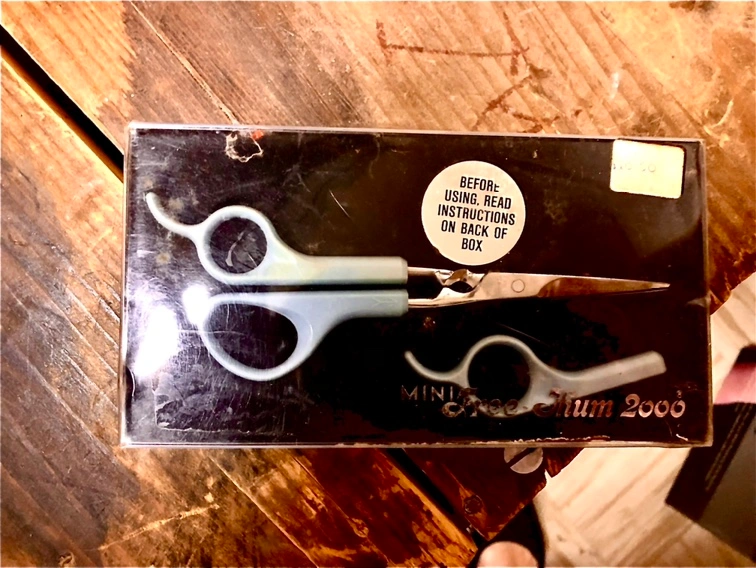 BEFORE
USING, READ
INSTRUCTIONS
ON BACK OF
BOX
MINI Free Thum 2000